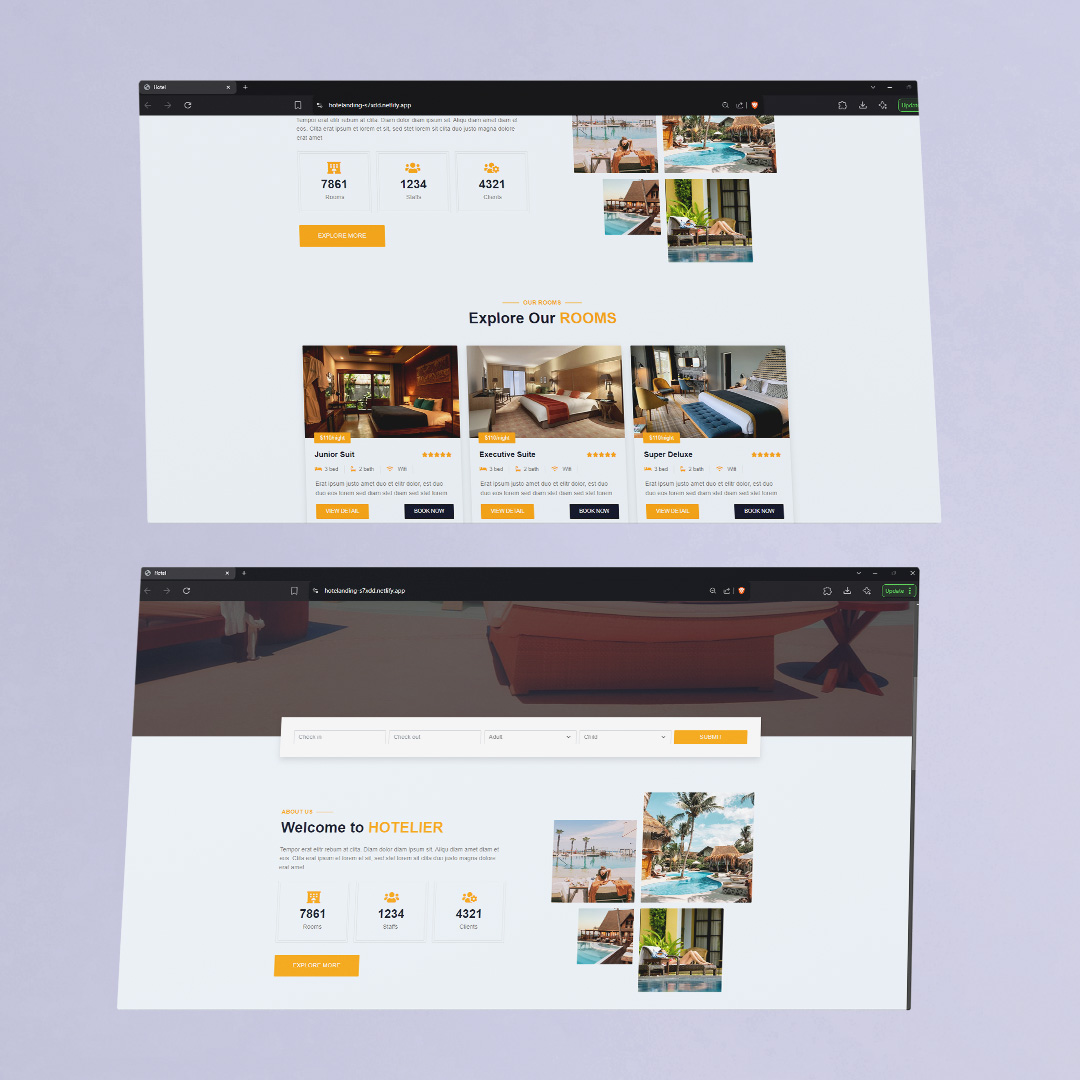 Hotel
hotelanding-s7xdd.netlify.app
Tempor erat elitr rebum at clita. Diam dolor diam ipsum sit. Aliqu diam amet diam et
eos. Clita erat ipsum et lorem et sit, sed stet lorem sit clita duo justo magna dolore
erat amet
7861
1234
4321
Rooms
Staffs
Clients
EXPLORE MORE
OUR ROOMS
Explore Our ROOMS
$110/night
$110/night
$110/night
Junior Suit
Executive Suite
Super Deluxe
3 bed 2 bath Wifi
3 bed 2 bath Wifi
3 bed 2 bath Wifi
Erat ipsum justo amet duo et elitr dolor, est duo
duo eos lorem sed diam stet diam sed stet lorem
Erat ipsum justo amet duo et elitr dolor, est duo
duo eos lorem sed diam stet diam sed stet lorem
Erat ipsum justo amet duo et elitr dolor, est duo
duo eos lorem sed diam stet diam sed stet lorem
VIEW DETAIL BOOK NOW
VIEW DETAIL BOOK NOW
VIEW DETAIL BOOK NOW
Hotel
hotelanding-s7xdd.netlify.app
Update
Check in
Check out
Adult
Child
SUBMIT
ABOUT US
Welcome to HOTELIER
Tempor erat elitr rebum at clita. Diam dolor diam ipsum sit. Aliqu diam amet diam et
eos. Clita erat ipsum et lorem et sit, sed stet lorem sit clita duo justo magna dolore
erat amet
7861
1234
4321
Rooms
Staffs
Clients
EXPLORE MORE